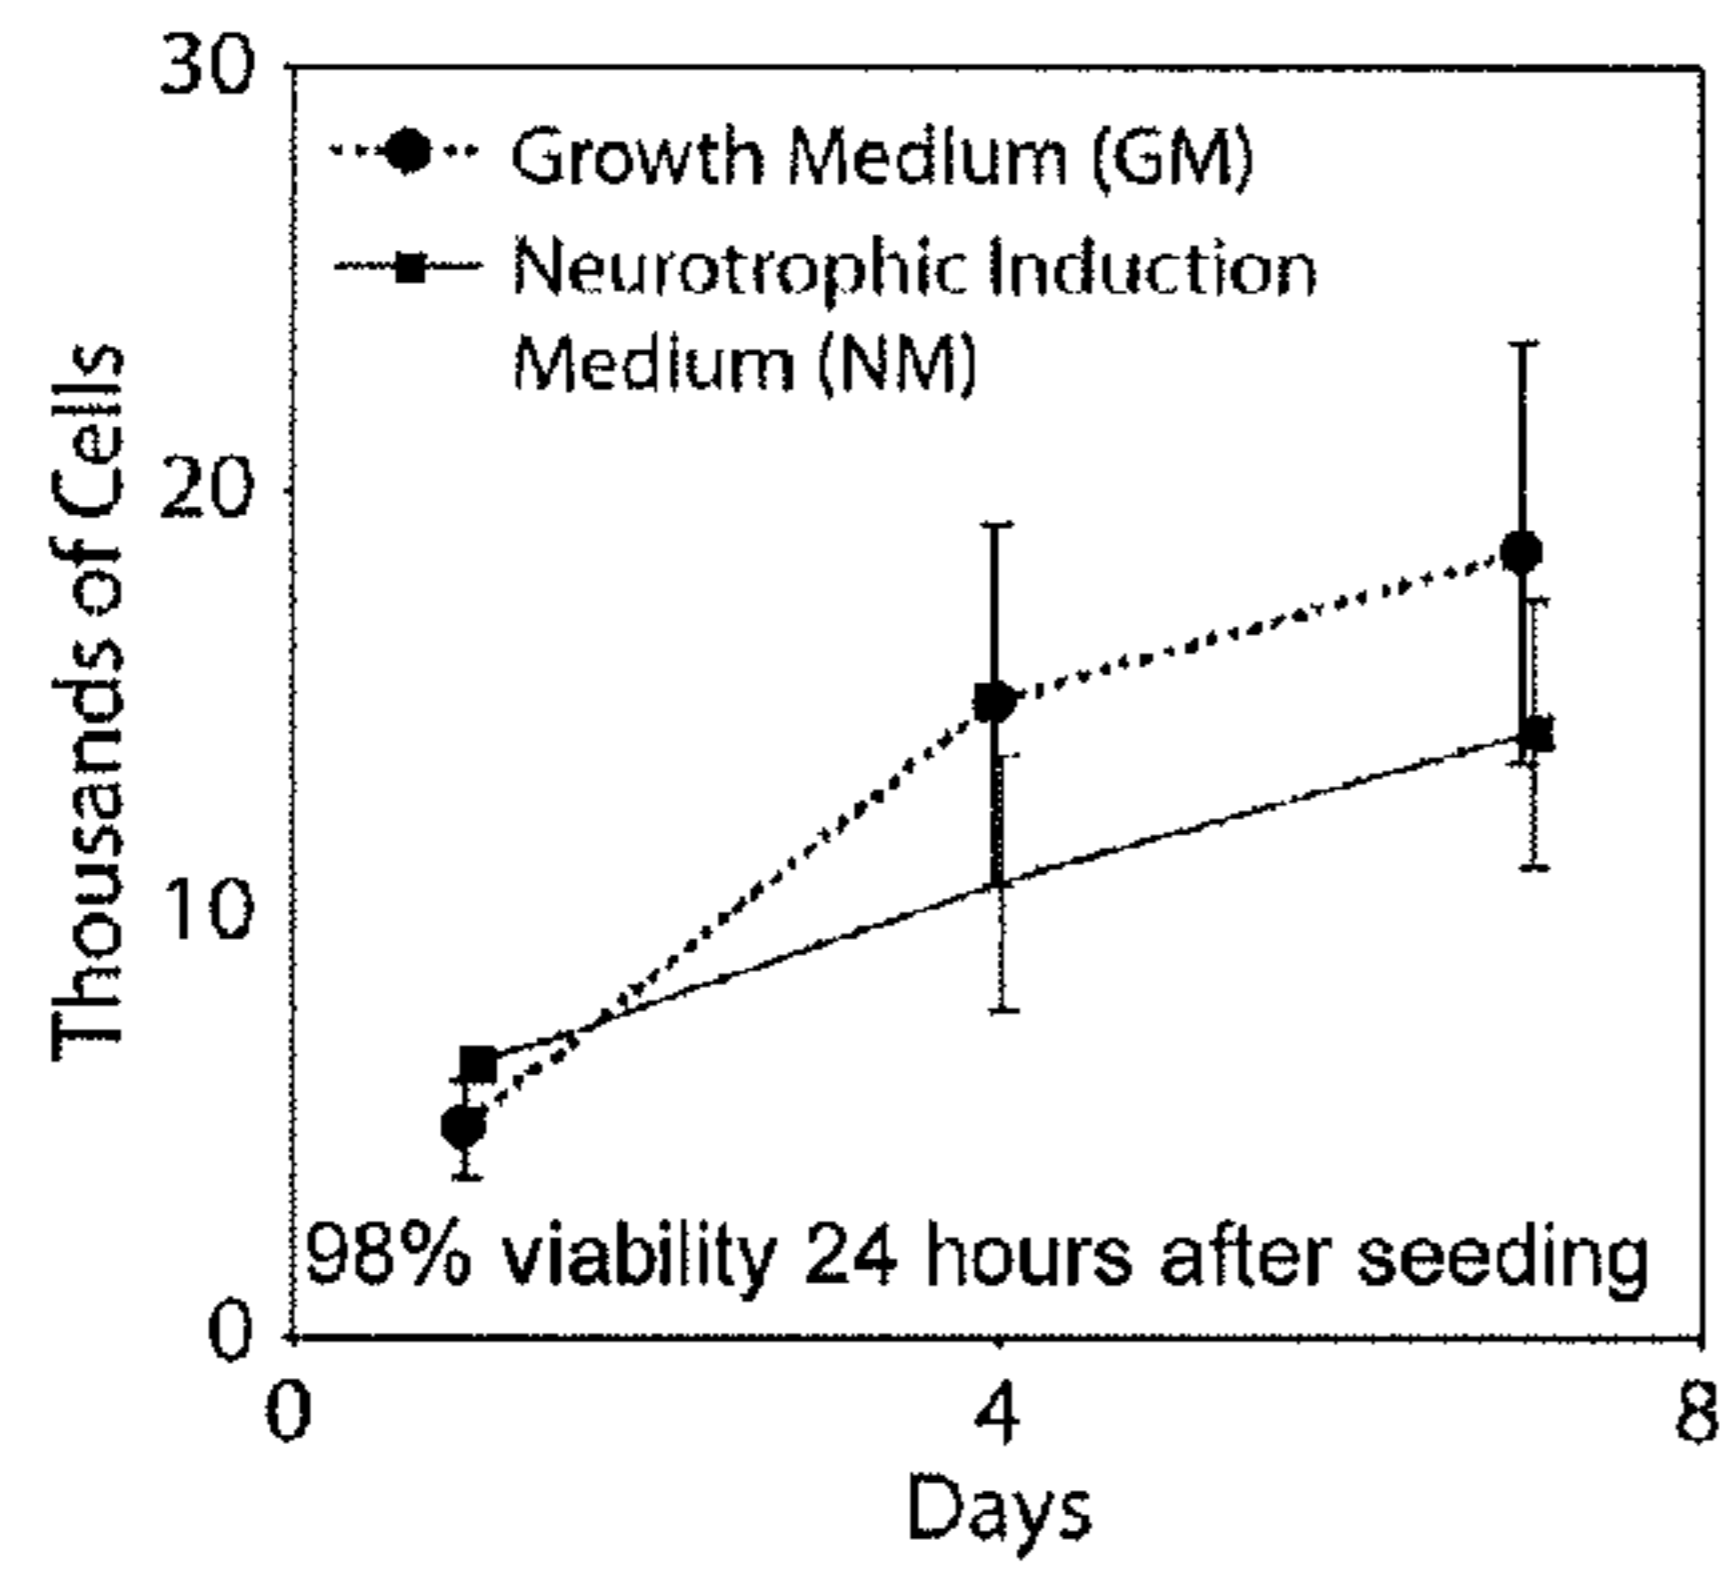 30
Growth Medium (GM)
Neurotrophic Induction
Medium (NM)
Thousands of Cells
20
10
98% viability 24 hours after seeding
0
0 4 8
Days